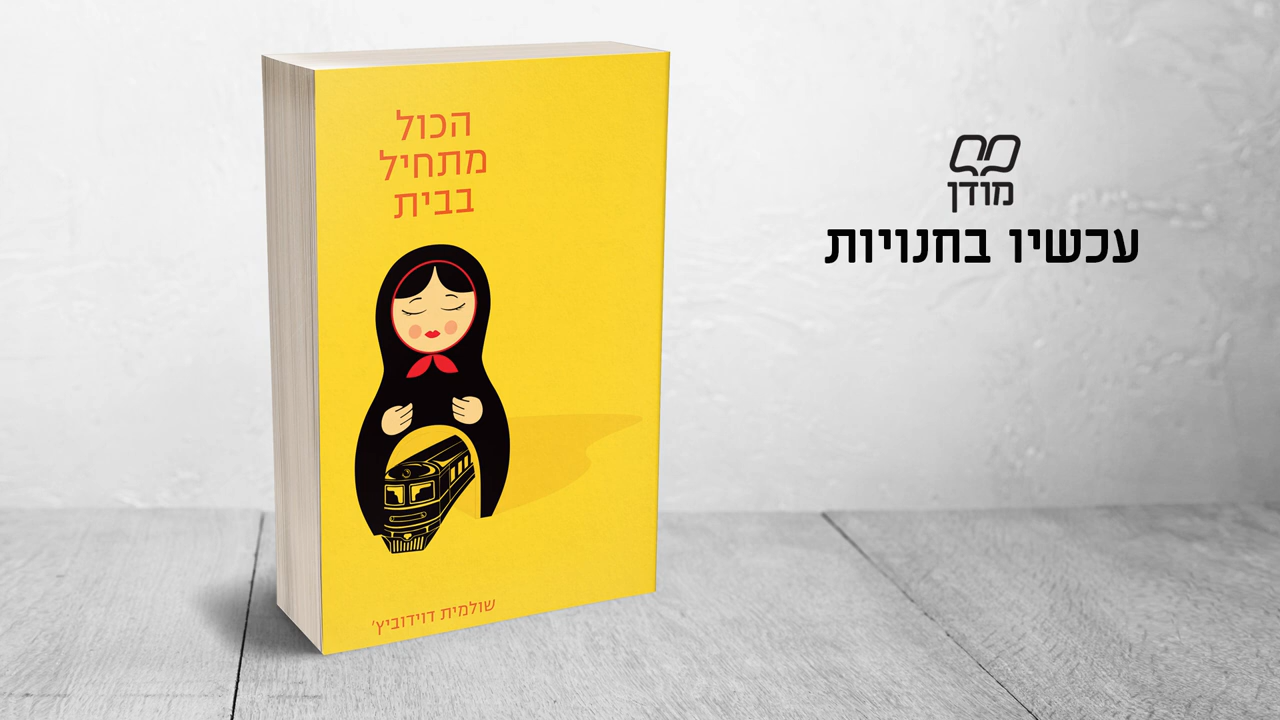 הכול
מתחיל
בבית
שולמית דוידוביץ'
מודן
עכשיו בחנויות